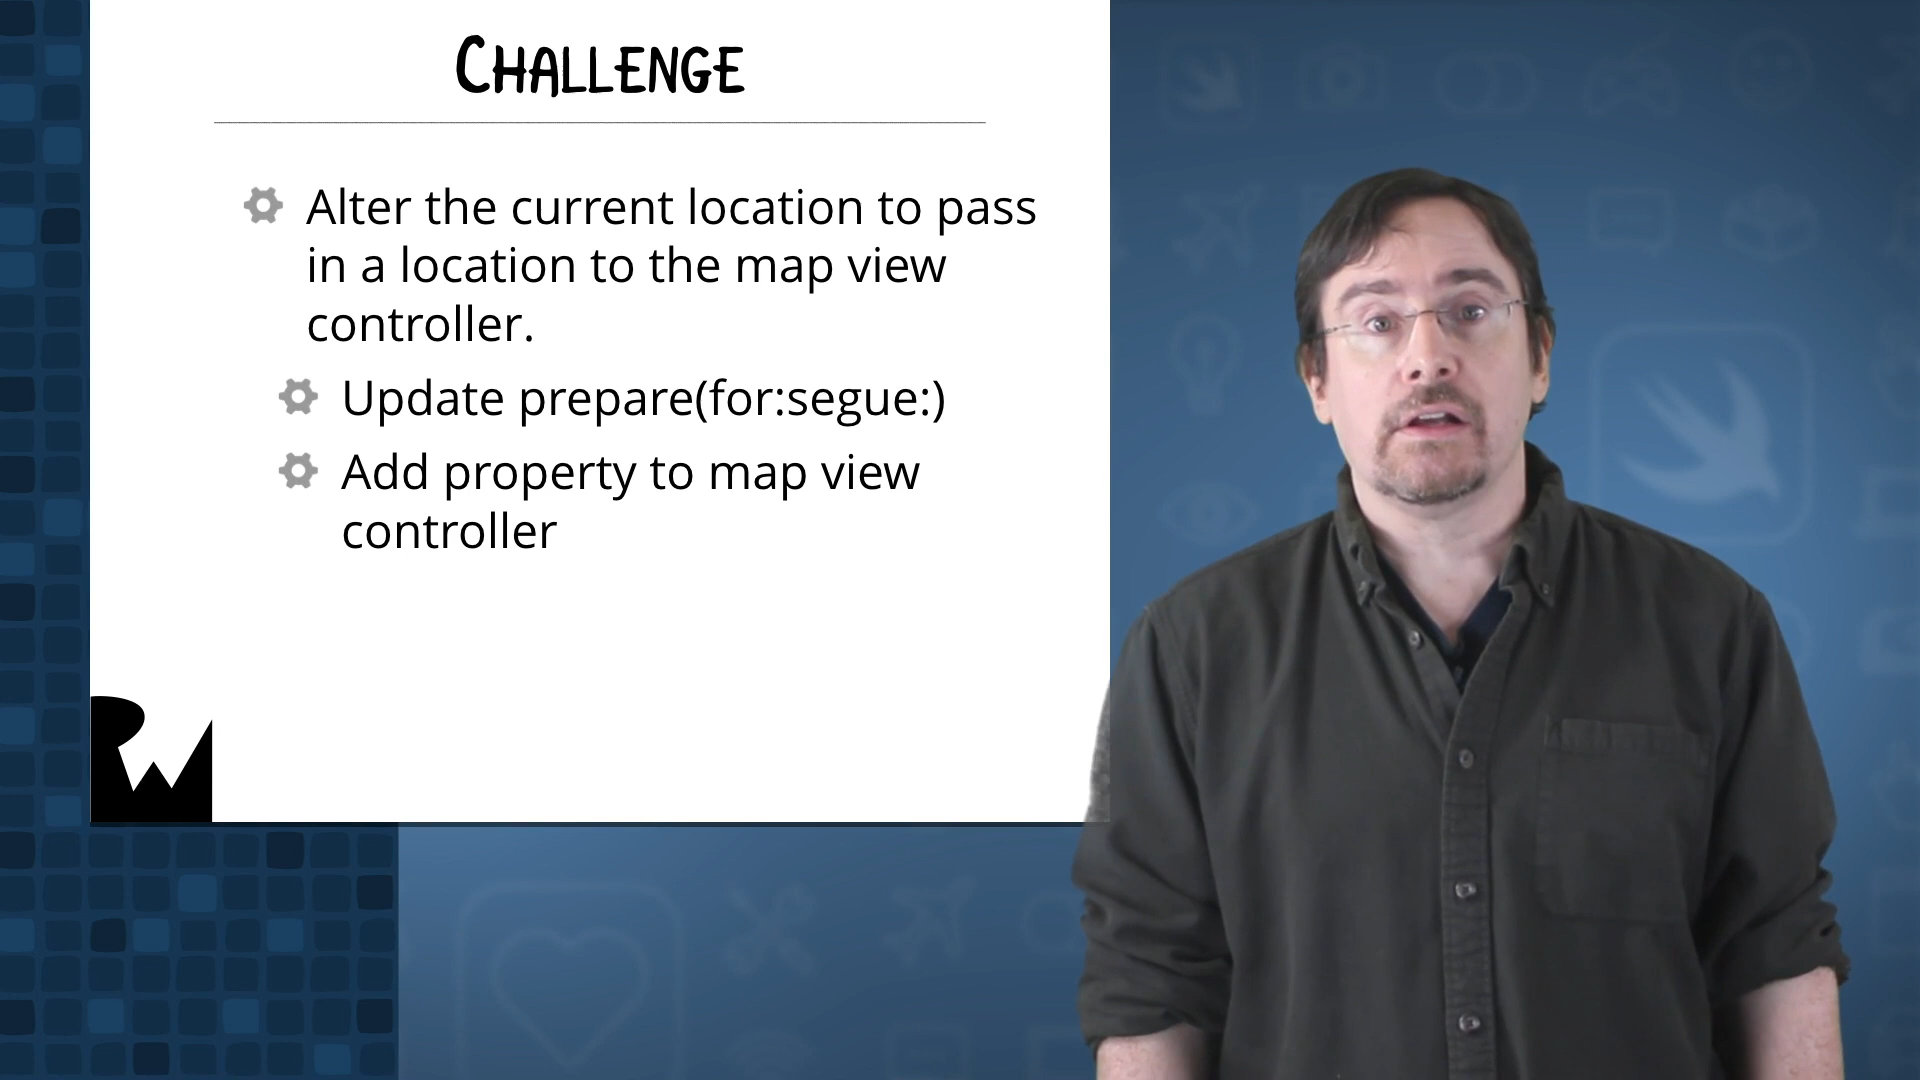 CHALLENGE
Alter the current location to pass
in a location to the map view
controller.
Update prepare(for:segue:)
Add property to map view
controller
RW